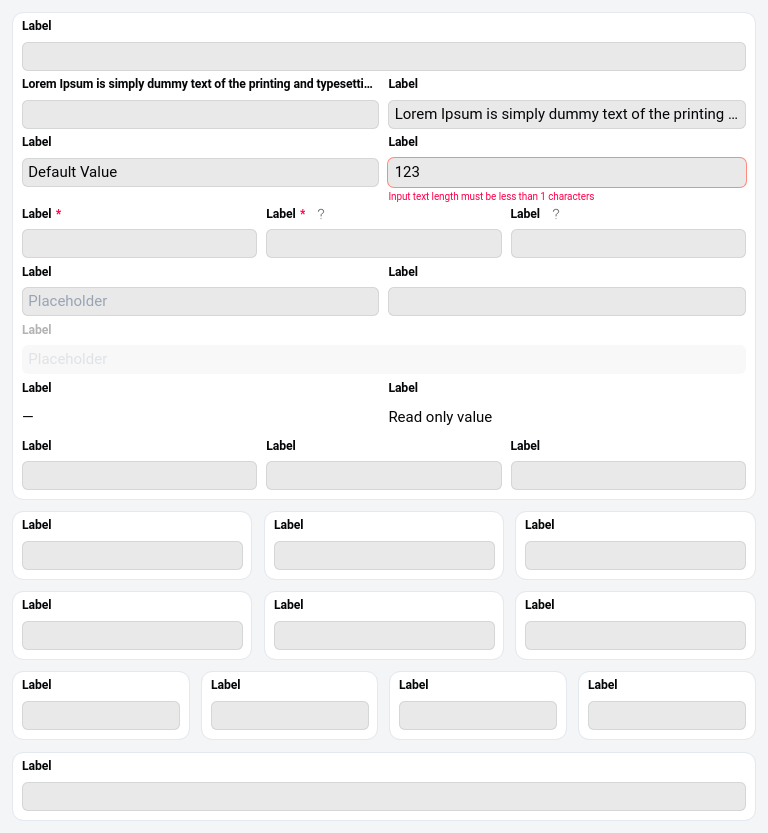 Label
Lorem Ipsum is simply dummy text of the printing and typesetti... Label
Lorem Ipsum is simply dummy text of the printing ...
Label Label
Default Value 123
Input text length must be less than 1 characters
Label * Label * ? Label ?
Label Label
Placeholder
Label
Placeholder
Label Label
— Read only value
Label Label Label
Label Label Label
Label Label Label
Label Label Label Label
Label